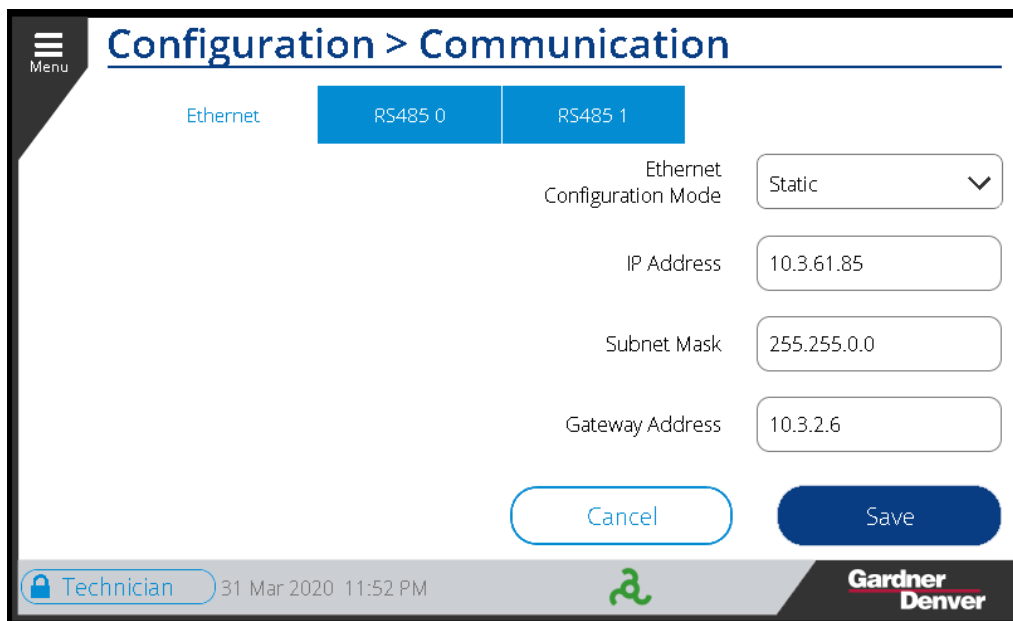 Menu
Configuration > Communication
Ethernet
RS485 0
RS485 1
Ethernet
Configuration Mode
Static
IP Address
10.3.61.85
Subnet Mask
255.255.0.0
Gateway Address
10.3.2.6
Cancel
Save
Technician
31 Mar 2020 11:52 PM
Gardner
Denver